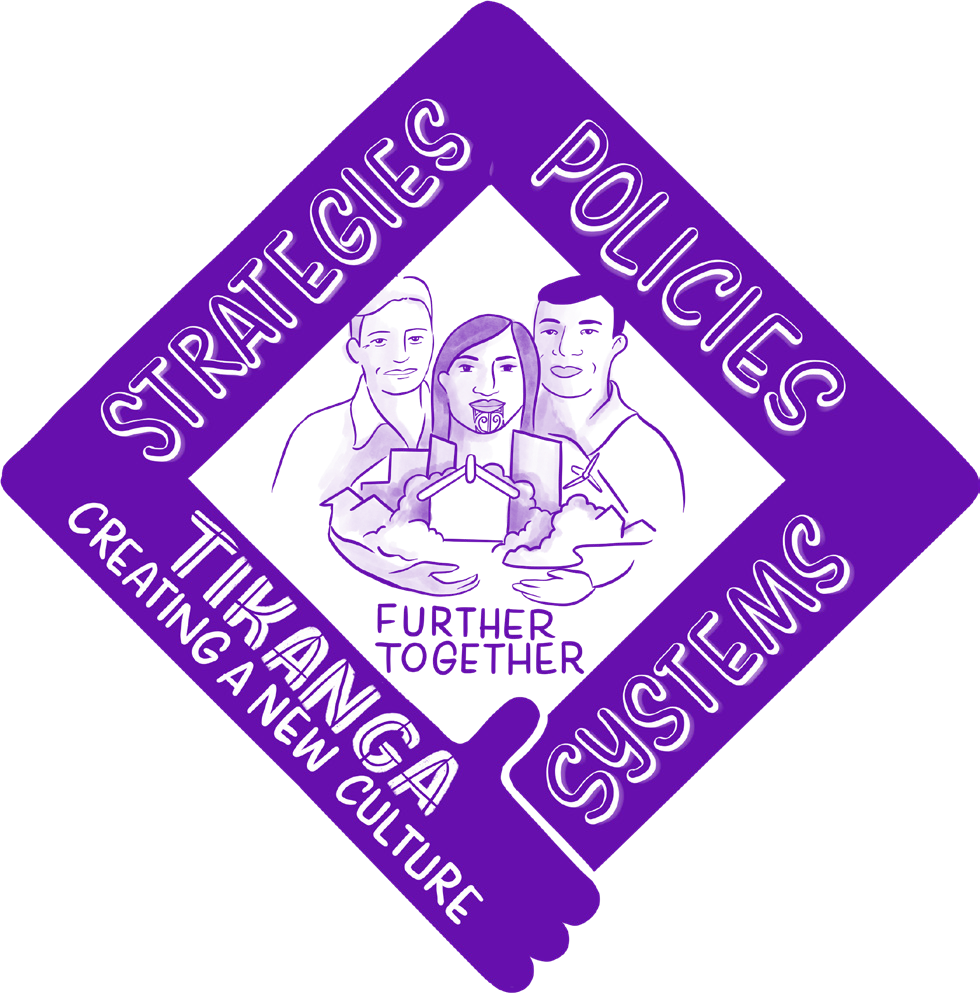 STRATEGIES
POLICIES
FURTHER
TOGETHER
SYSTEMS
TIKANGA
CREATING A NEW CULTURE